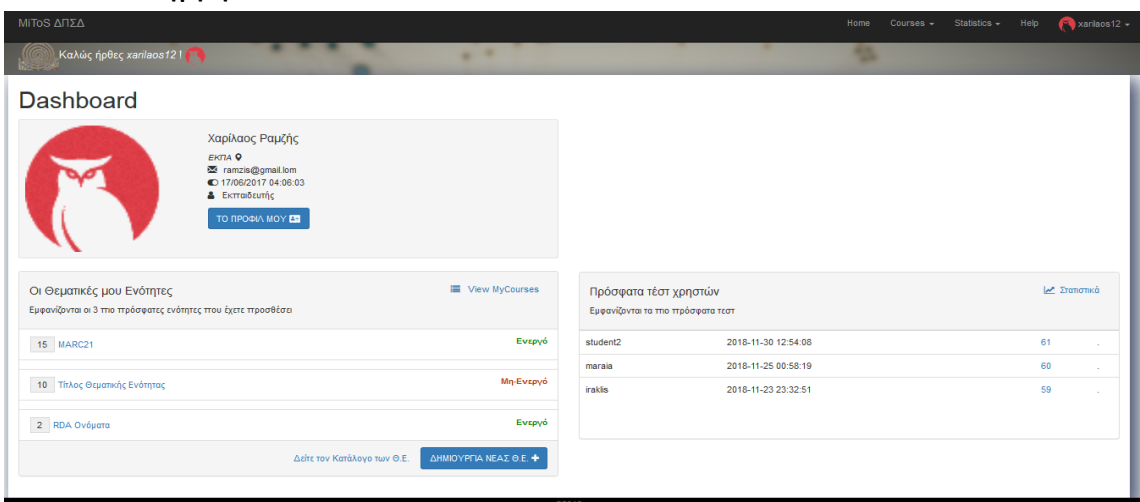 MIToS ΔΠΣΔ Home Courses Statistics Help xarilaos12
Καλώς ήρθες xarilaos12 !
Dashboard
Χαρίλαος Ραμζής
ΕΚΠΑ
ramzis@gmail.lom
17/06/2017 04:06:03
Εκπαιδευτής
ΤΟ ΠΡΟΦΙΛ ΜΟΥ
Οι Θεματικές μου Ενότητες View MyCourses
Εμφανίζονται οι 3 πιο πρόσφατες ενότητες που έχετε προσθέσει
15 MARC21 Ενεργό
10 Τίτλος Θεματικής Ενότητας Μη-Ενεργό
2 RDA Ονόματα Ενεργό
Δείτε τον Κατάλογο των Θ.Ε. ΔΗΜΙΟΥΡΓΙΑ ΝΕΑΣ Θ.Ε.
Πρόσφατα τέστ χρηστών Στατιστικά
Εμφανίζονται τα πιο πρόσφατα τεστ
student2 2018-11-30 12:54:08 61 .
maraia 2018-11-25 00:58:19 60 .
iraklis 2018-11-23 23:32:51 59 .